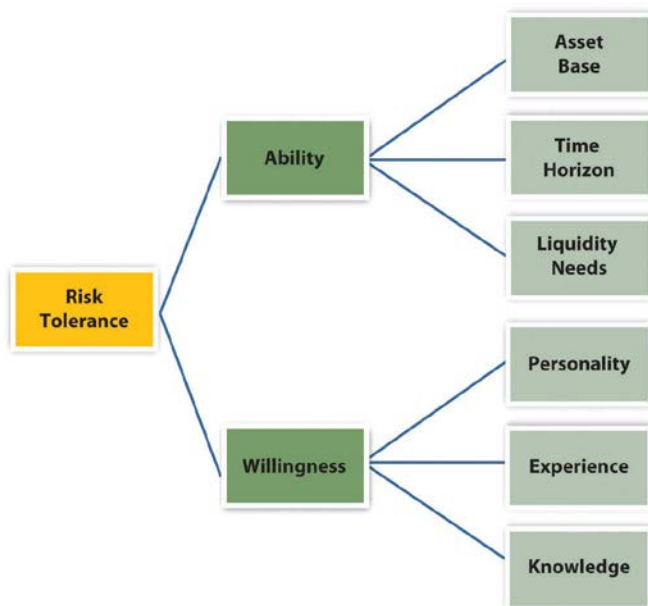 Asset
Base
Ability
Time
Horizon
Liquidity
Needs
Risk
Tolerance
Personality
Willingness
Experience
Knowledge